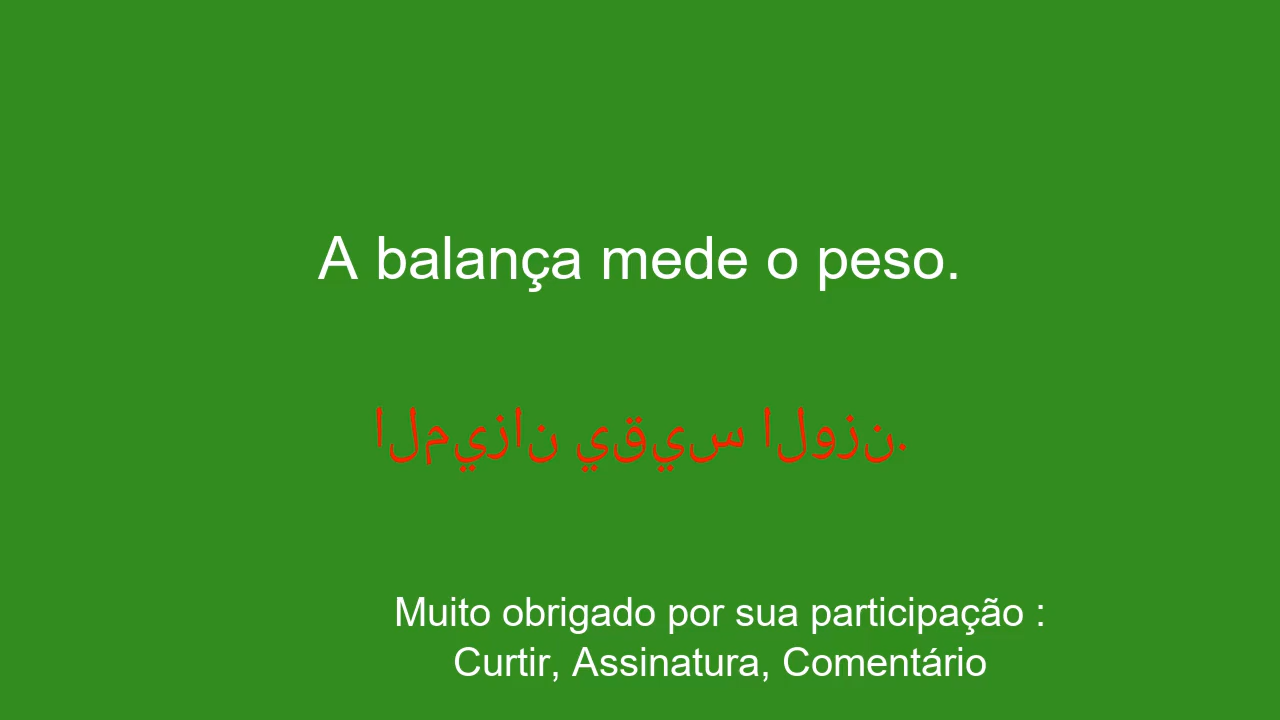 A balança mede o peso.
الميزان يقيس الوزن.
Muito obrigado por sua participação :
Curtir, Assinatura, Comentário